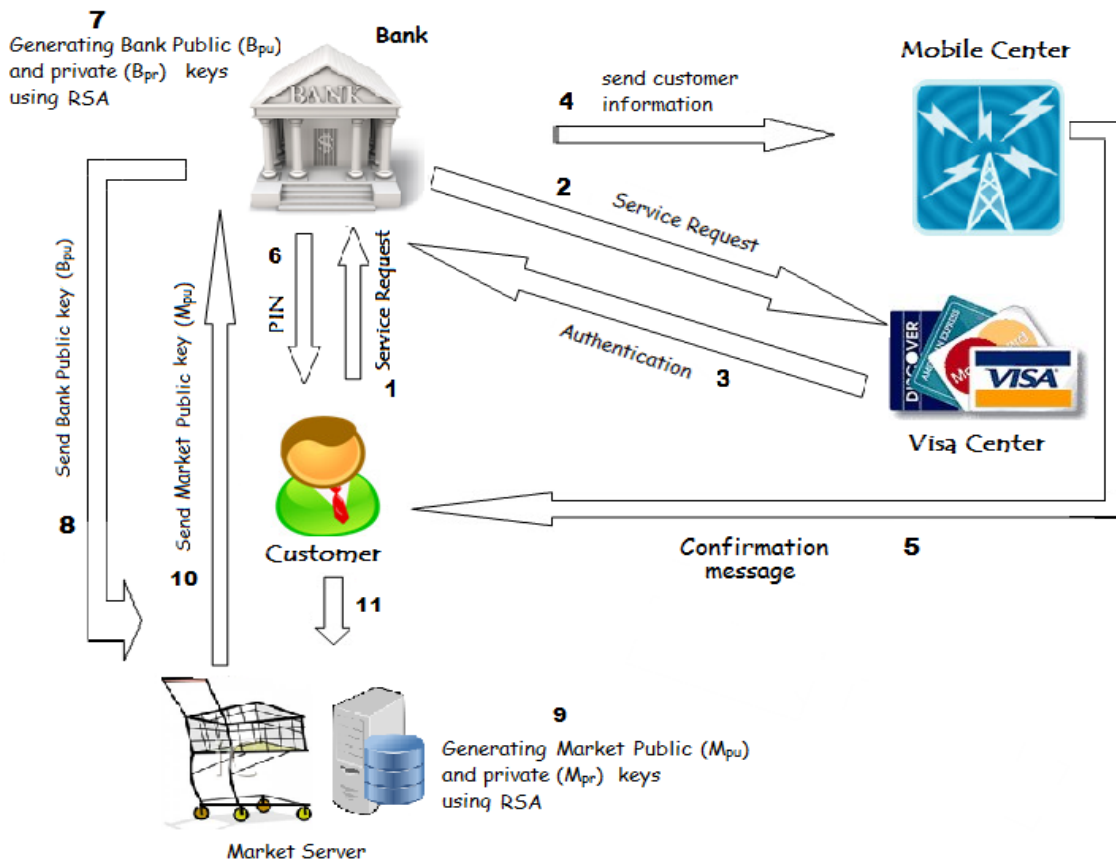 7
Generating Bank Public (Bpu)
and private (Bpr) keys
using RSA
Bank
BANK
Mobile Center
4
send customer
information
2
Service Request
6
PIN
Service Request
1
Authentication
3
DISCOVER
VISA
Visa Center
Send Bank Public key (Bpu)
8
Send Market Public key (Mpu)
10
Customer
Confirmation
message
5
11
9
Generating Market Public (Mpu)
and private (Mpr) keys
using RSA
Market Server